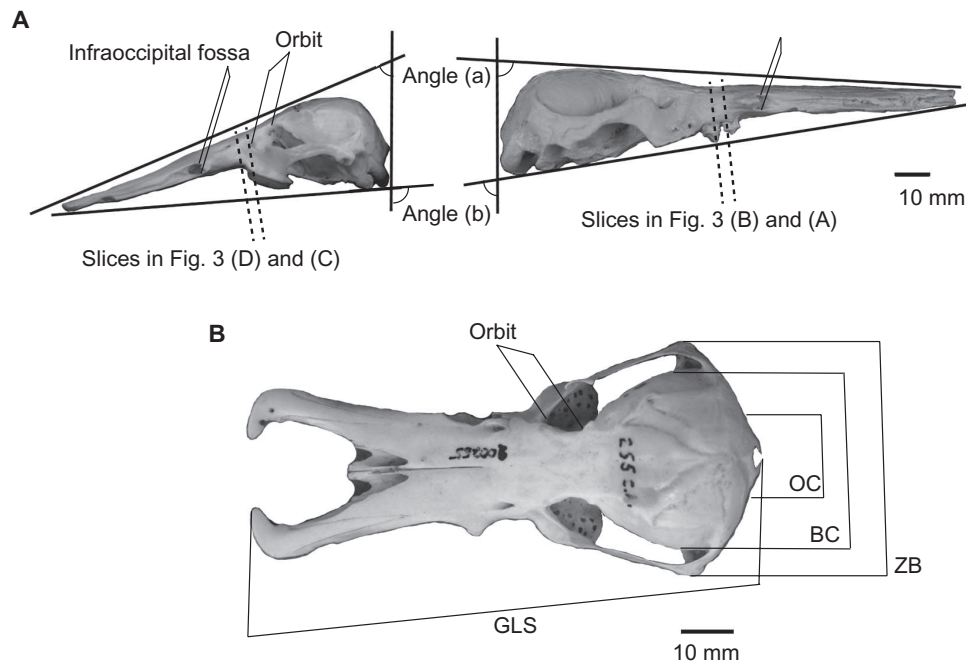 A
Infraoccipital fossa
Orbit
Angle (a)
Angle (b)
10 mm
Slices in Fig. 3 (D) and (C)
Slices in Fig. 3 (B) and (A)
B
Orbit
OC
BC
ZB
GLS
10 mm